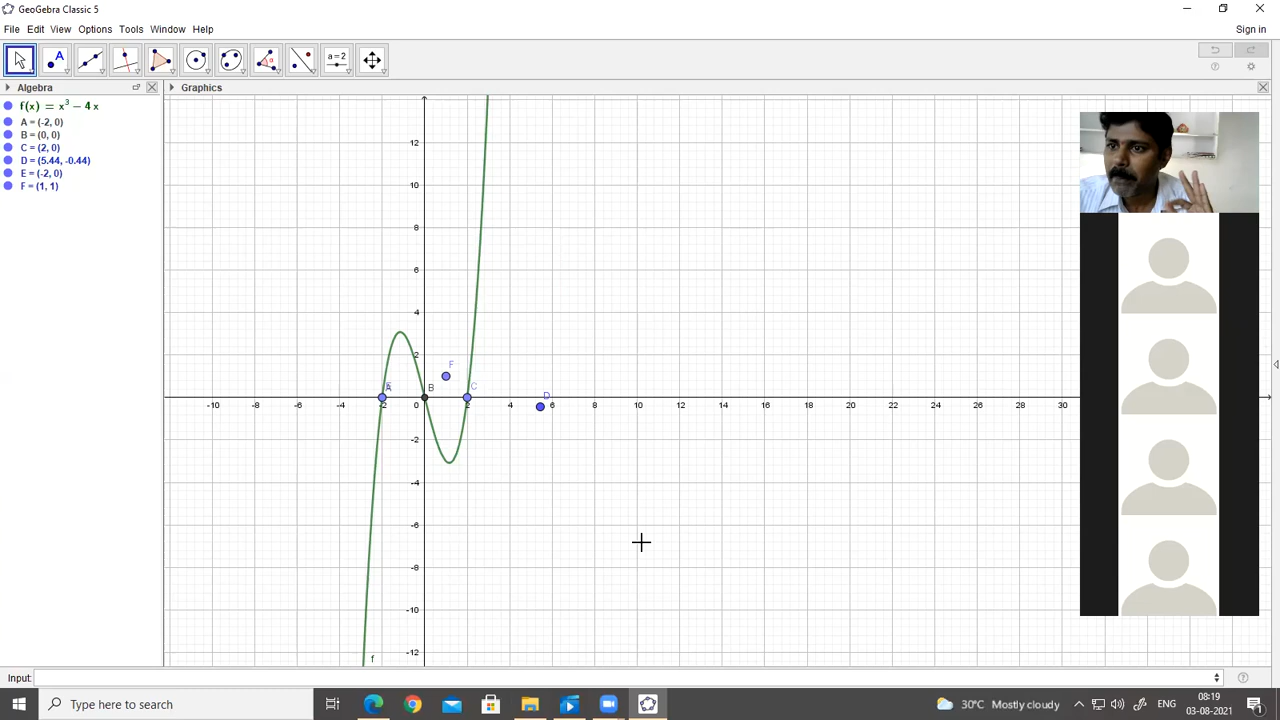 GeoGebra Classic 5
File Edit View Options Tools Window Help
Sign in
A
a = 2
Algebra
Graphics
f(x) = x³ − 4 x
A = (-2, 0)
B = (0, 0)
C = (2, 0)
D = (5.44, -0.44)
E = (-2, 0)
F = (1, 1)
12
10
8
6
4
2
F
B
C
D
-10 -8 -6 -4 -2 0 2 4 6 8 10 12 14 16 18 20 22 24 26 28 30
-2
-4
-6
-8
-10
-12
f
Input:
Type here to search
30°C Mostly cloudy
ENG
08:19
03-08-2021
1